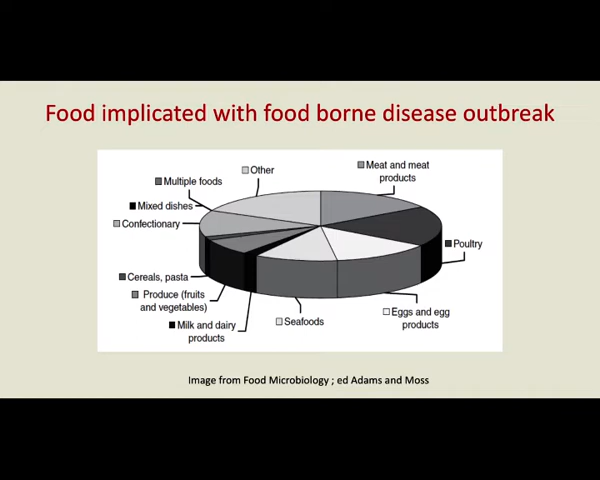 Food implicated with food borne disease outbreak
Other
Meat and meat
products
Multiple foods
Mixed dishes
Confectionary
Poultry
Cereals, pasta
Produce (fruits
and vegetables)
Eggs and egg
products
Seafoods
Milk and dairy
products
Image from Food Microbiology ; ed Adams and Moss